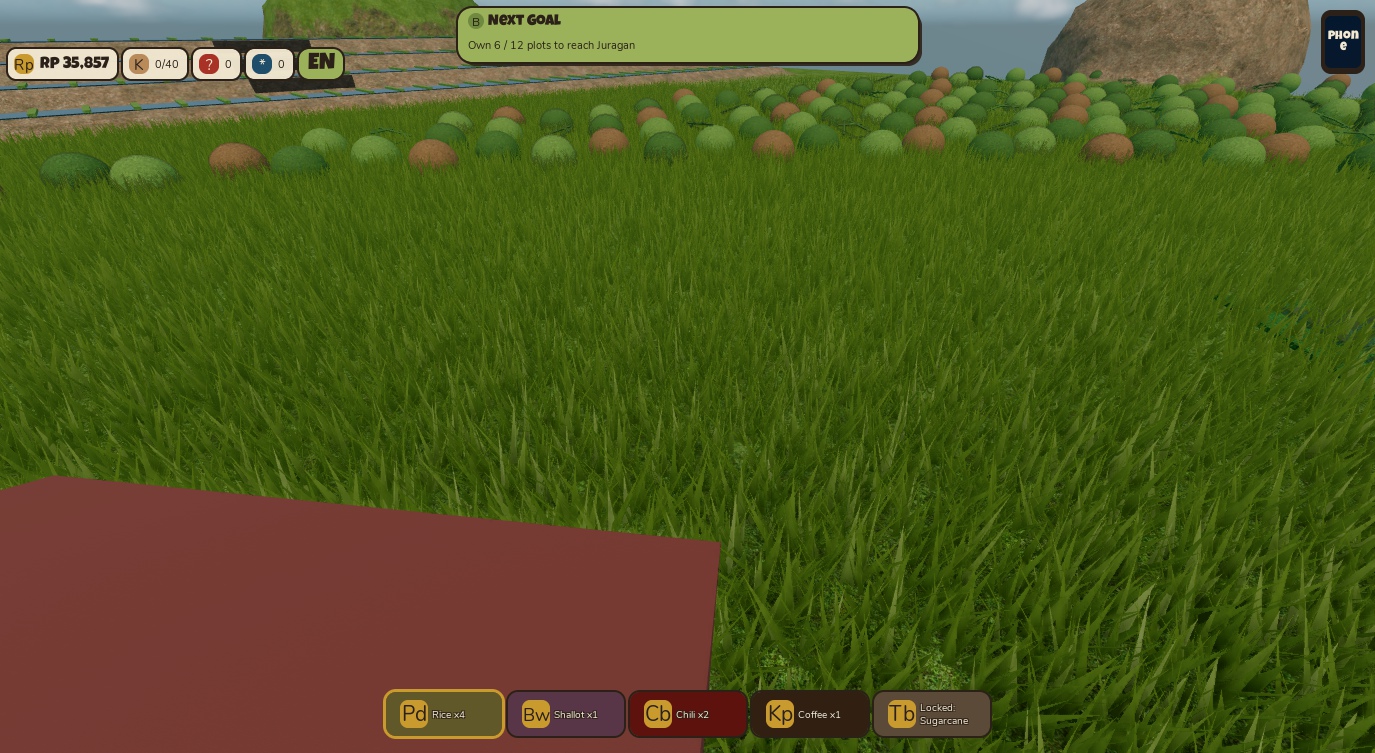 B NEXT GOAL
Own 6 / 12 plots to reach Juragan
Rp RP 35,857
K 0/40
? 0
* 0
EN
PHON
E
Pd Rice x4
Bw Shallot x1
Cb Chili x2
Kp Coffee x1
Tb Locked:
Sugarcane